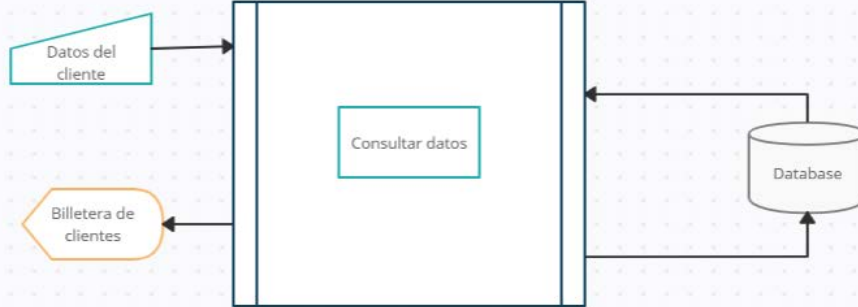 Datos del
cliente
Consultar datos
Database
Billetera de
clientes